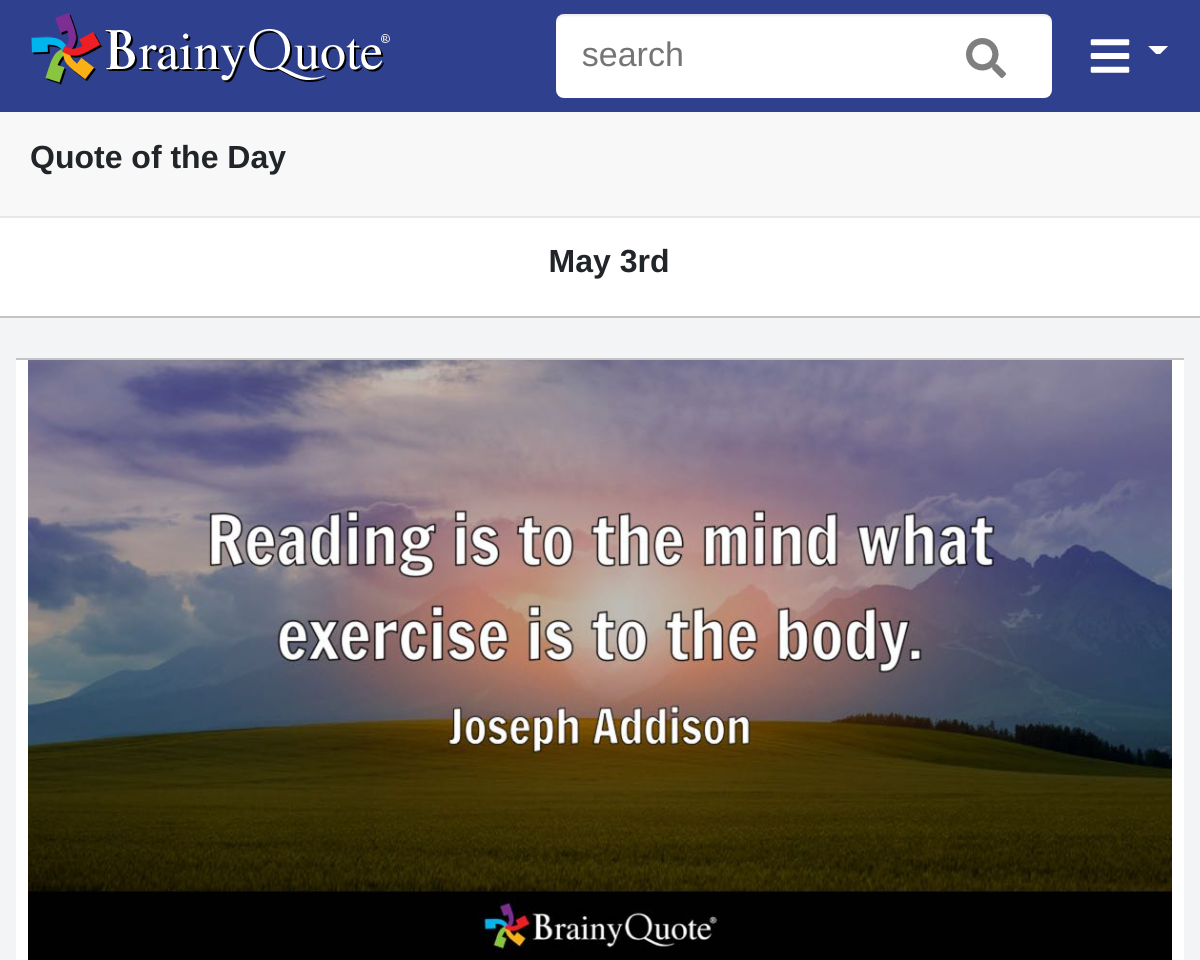 BrainyQuote®
search
Quote of the Day
May 3rd
Reading is to the mind what
exercise is to the body.
Joseph Addison
BrainyQuote®